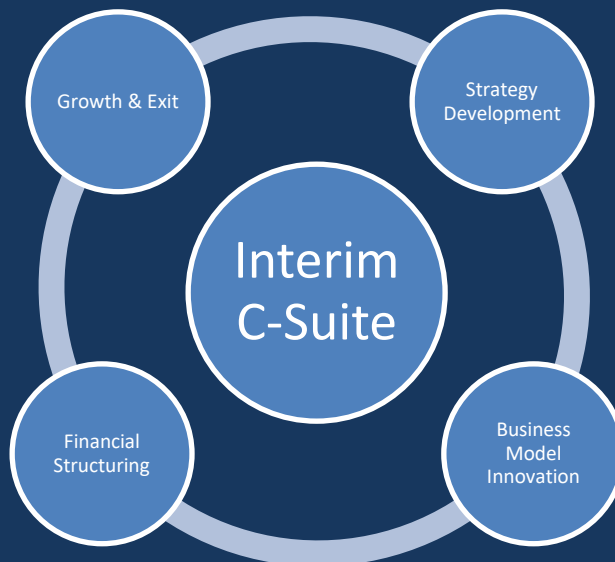 Growth & Exit
Strategy
Development
Interim
C-Suite
Financial
Structuring
Business
Model
Innovation